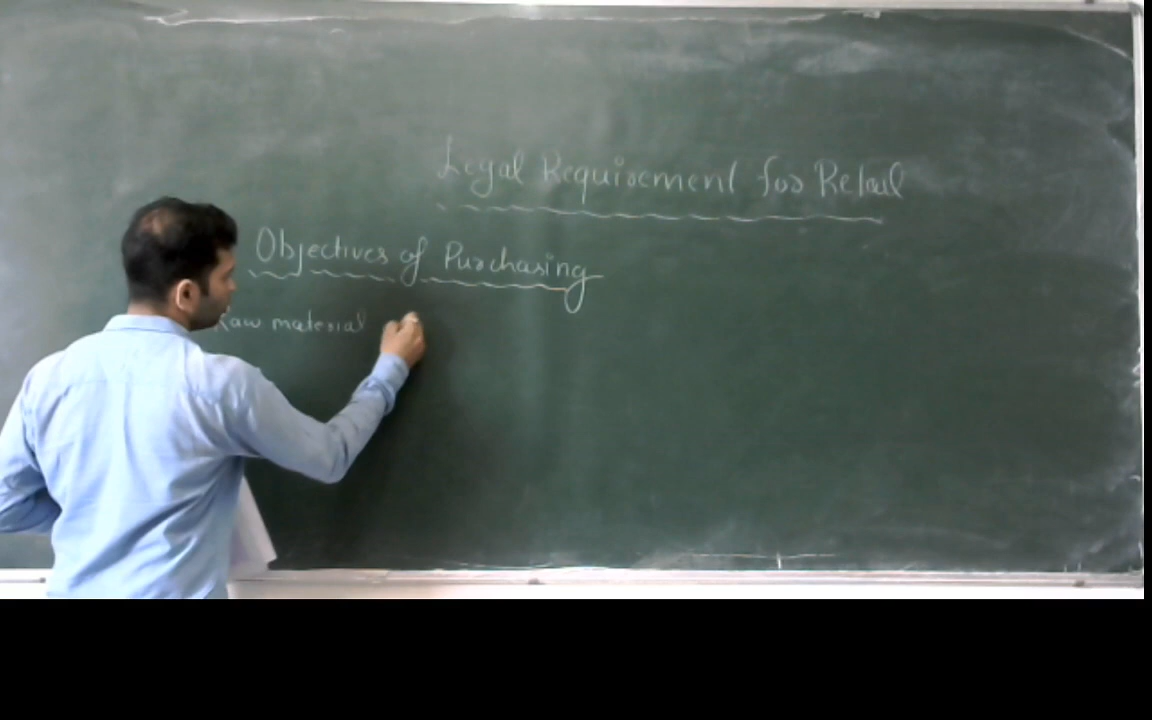 Legal Requirement for Retail
Objectives of Purchasing
Raw material